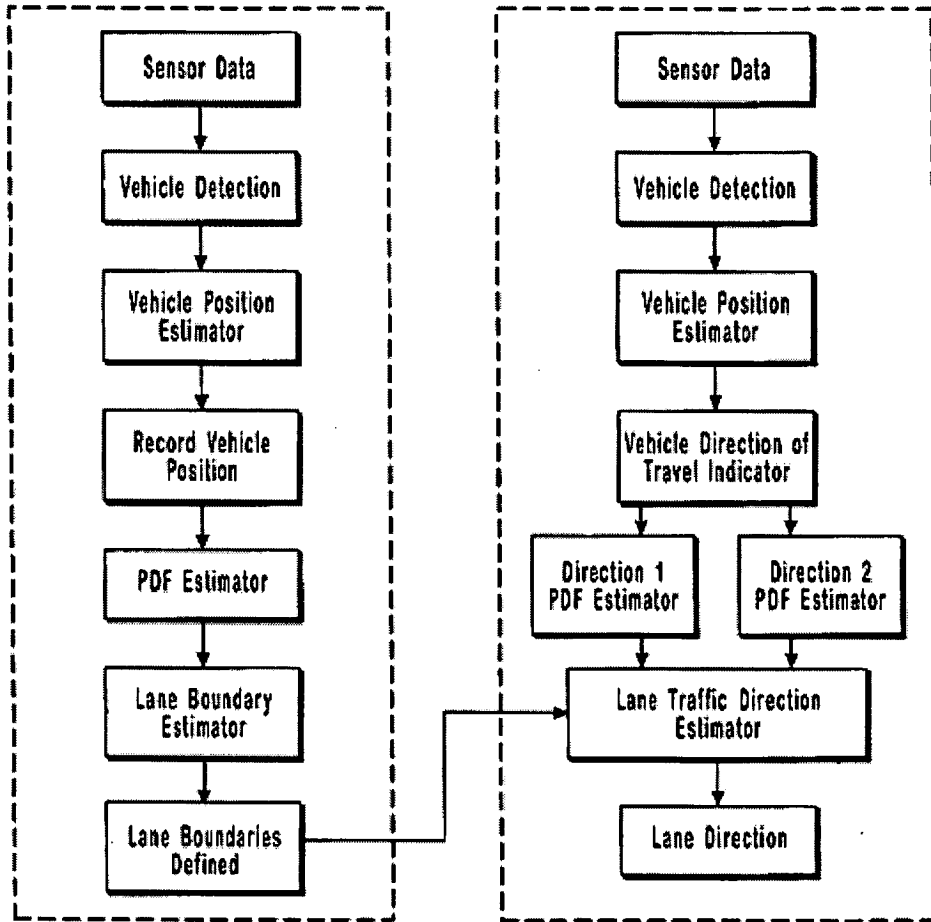 Sensor Data
Vehicle Detection
Vehicle Position
Estimator
Record Vehicle
Position
PDF Estimator
Lane Boundary
Estimator
Lane Boundaries
Defined
Sensor Data
Vehicle Detection
Vehicle Position
Estimator
Vehicle Direction of
Travel Indicator
Direction 1
PDF Estimator
Direction 2
PDF Estimator
Lane Traffic Direction
Estimator
Lane Direction